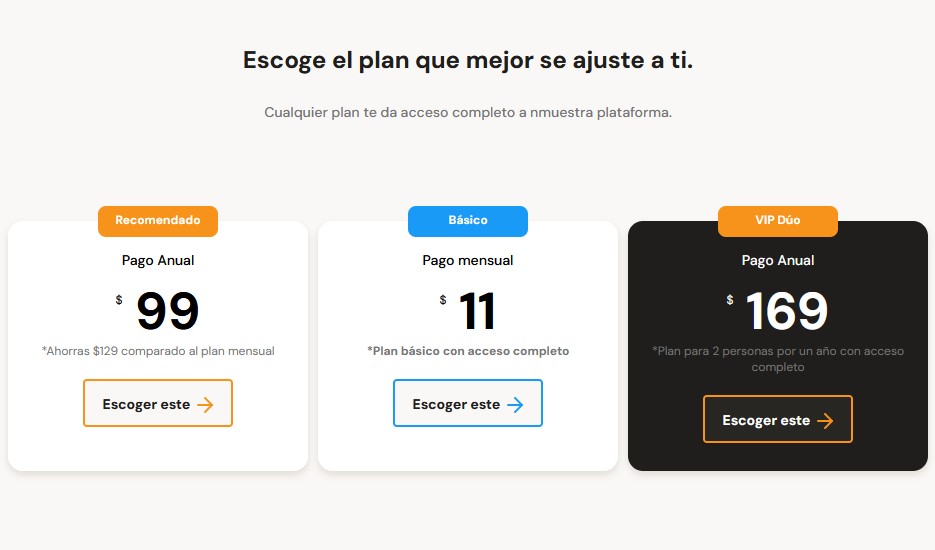 Escoge el plan que mejor se ajuste a ti.
Cualquier plan te da acceso completo a nmuestra plataforma.
Recomendado
Pago Anual
$ 99
*Ahorras $129 comparado al plan mensual
Escoger este →
Básico
Pago mensual
$ 11
*Plan básico con acceso completo
Escoger este →
VIP Dúo
Pago Anual
$ 169
*Plan para 2 personas por un año con acceso
completo
Escoger este →